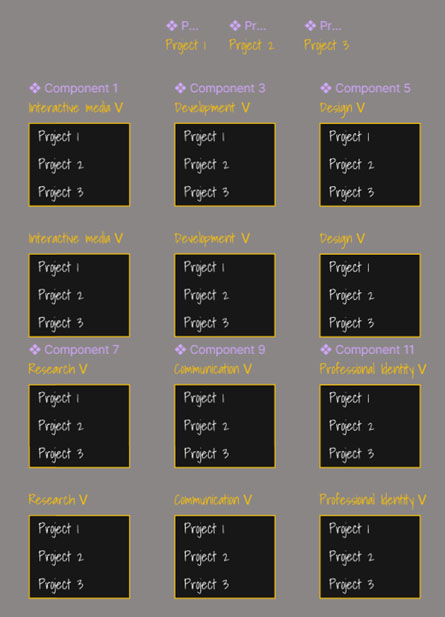 P... Pr... Pr...
Project 1 Project 2 Project 3
Component 1 Component 3 Component 5
Interactive media V Development V Design V
Project 1 Project 1 Project 1
Project 2 Project 2 Project 2
Project 3 Project 3 Project 3
Interactive media V Development V Design V
Project 1 Project 1 Project 1
Project 2 Project 2 Project 2
Project 3 Project 3 Project 3
Component 7 Component 9 Component 11
Research V Communication V Professional Identity V
Project 1 Project 1 Project 1
Project 2 Project 2 Project 2
Project 3 Project 3 Project 3
Research V Communication V Professional Identity V
Project 1 Project 1 Project 1
Project 2 Project 2 Project 2
Project 3 Project 3 Project 3